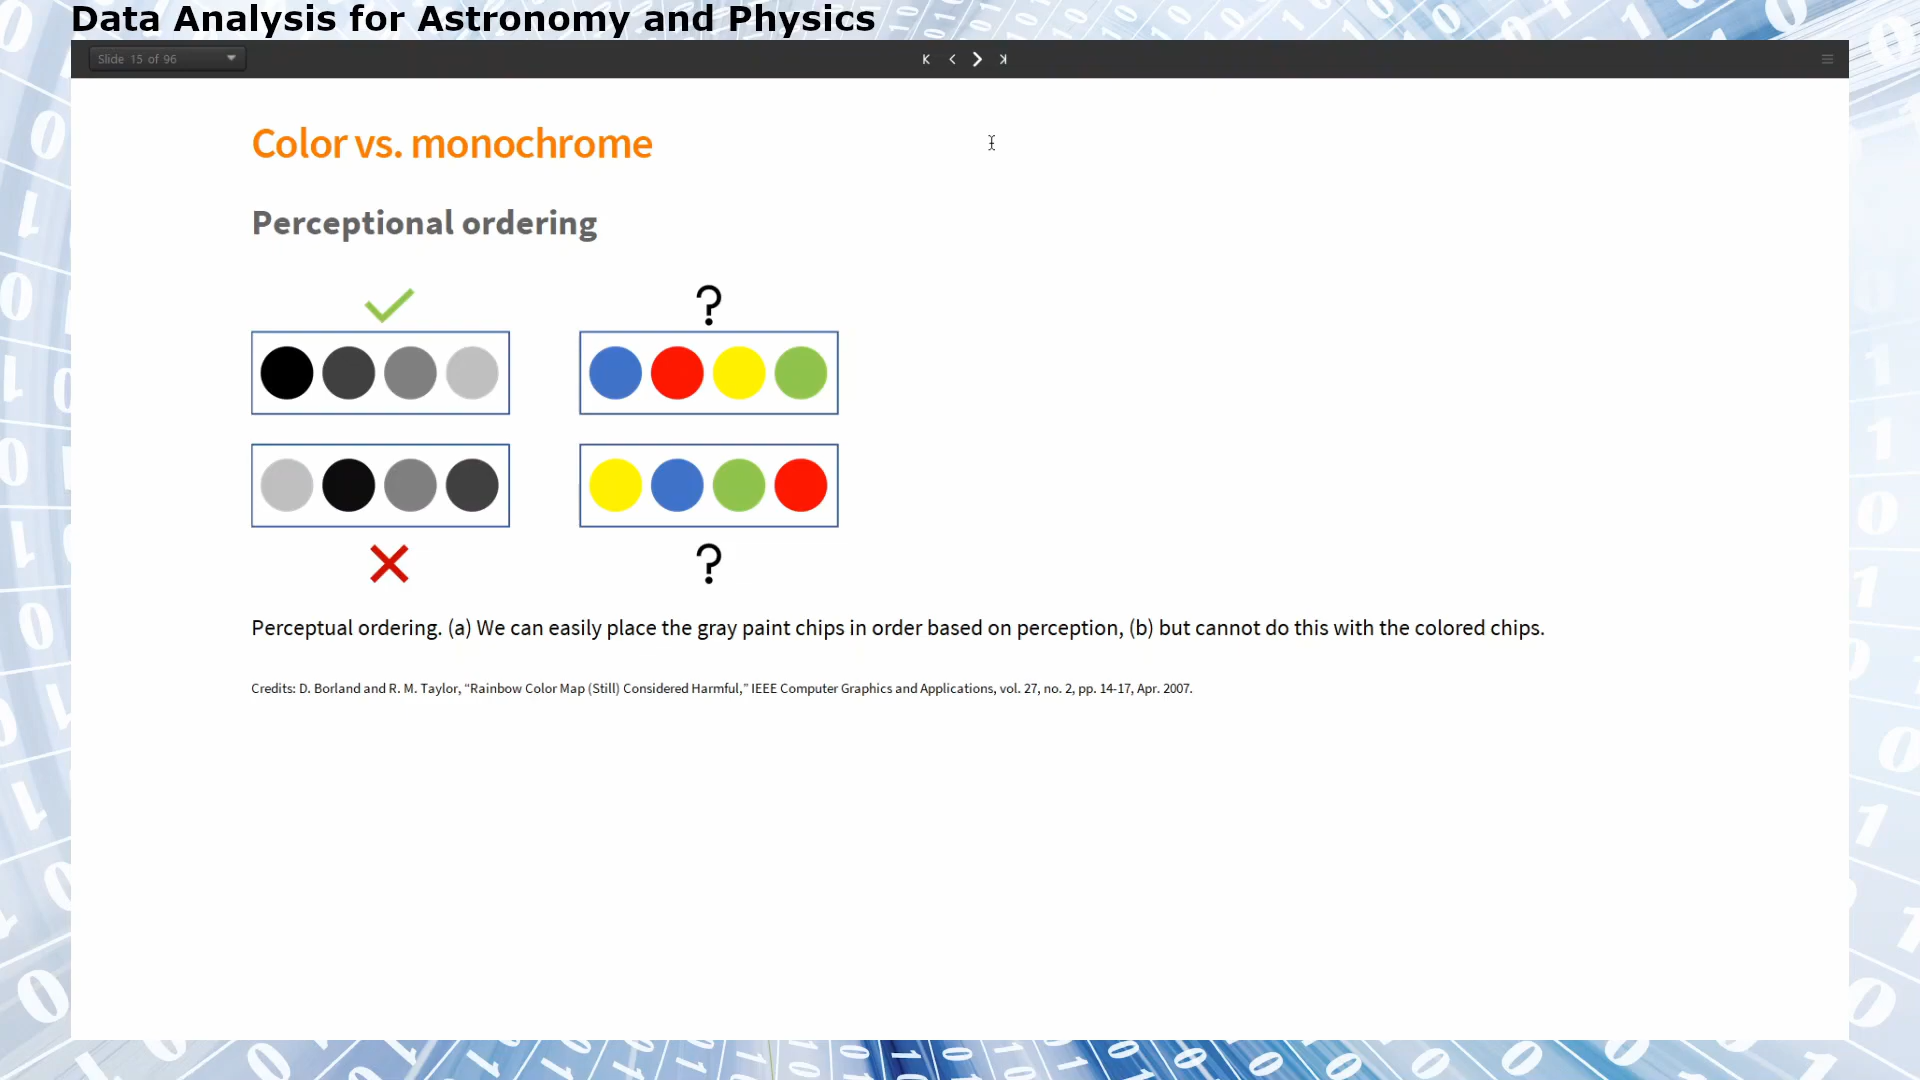 Data Analysis for Astronomy and Physics
Slide 15 of 96
Color vs. monochrome
Perceptional ordering
?
?
Perceptual ordering. (a) We can easily place the gray paint chips in order based on perception, (b) but cannot do this with the colored chips.
Credits: D. Borland and R. M. Taylor, “Rainbow Color Map (Still) Considered Harmful,” IEEE Computer Graphics and Applications, vol. 27, no. 2, pp. 14-17, Apr. 2007.